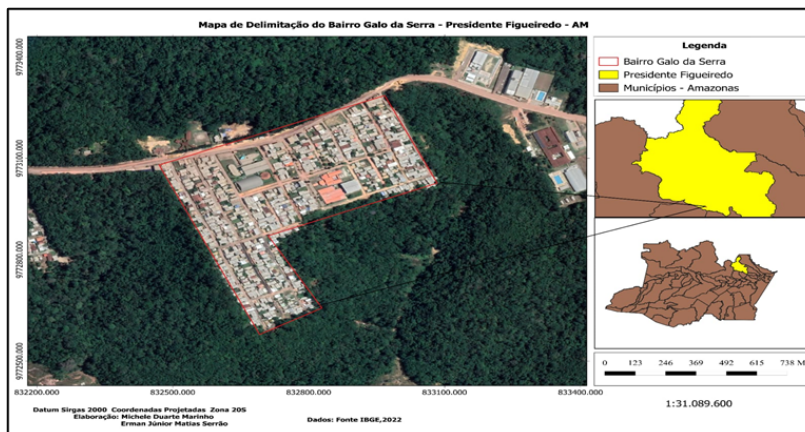 Mapa de Delimitação do Bairro Galo da Serra - Presidente Figueiredo - AM
Legenda
Bairro Galo da Serra
Presidente Figueiredo
Municípios - Amazonas
9773400.000
9773100.000
9772800.000
9772500.000
832200.000
832500.000
832800.000
833100.000
833400.000
0 123 246 369 492 615 738 M
1:31.089.600
Datum Sirgas 2000 Coordenadas Projetadas Zona 20S
Elaboração: Michele Duarte Marinho
Erman Júnior Matias Serrão
Dados: Fonte IBGE,2022